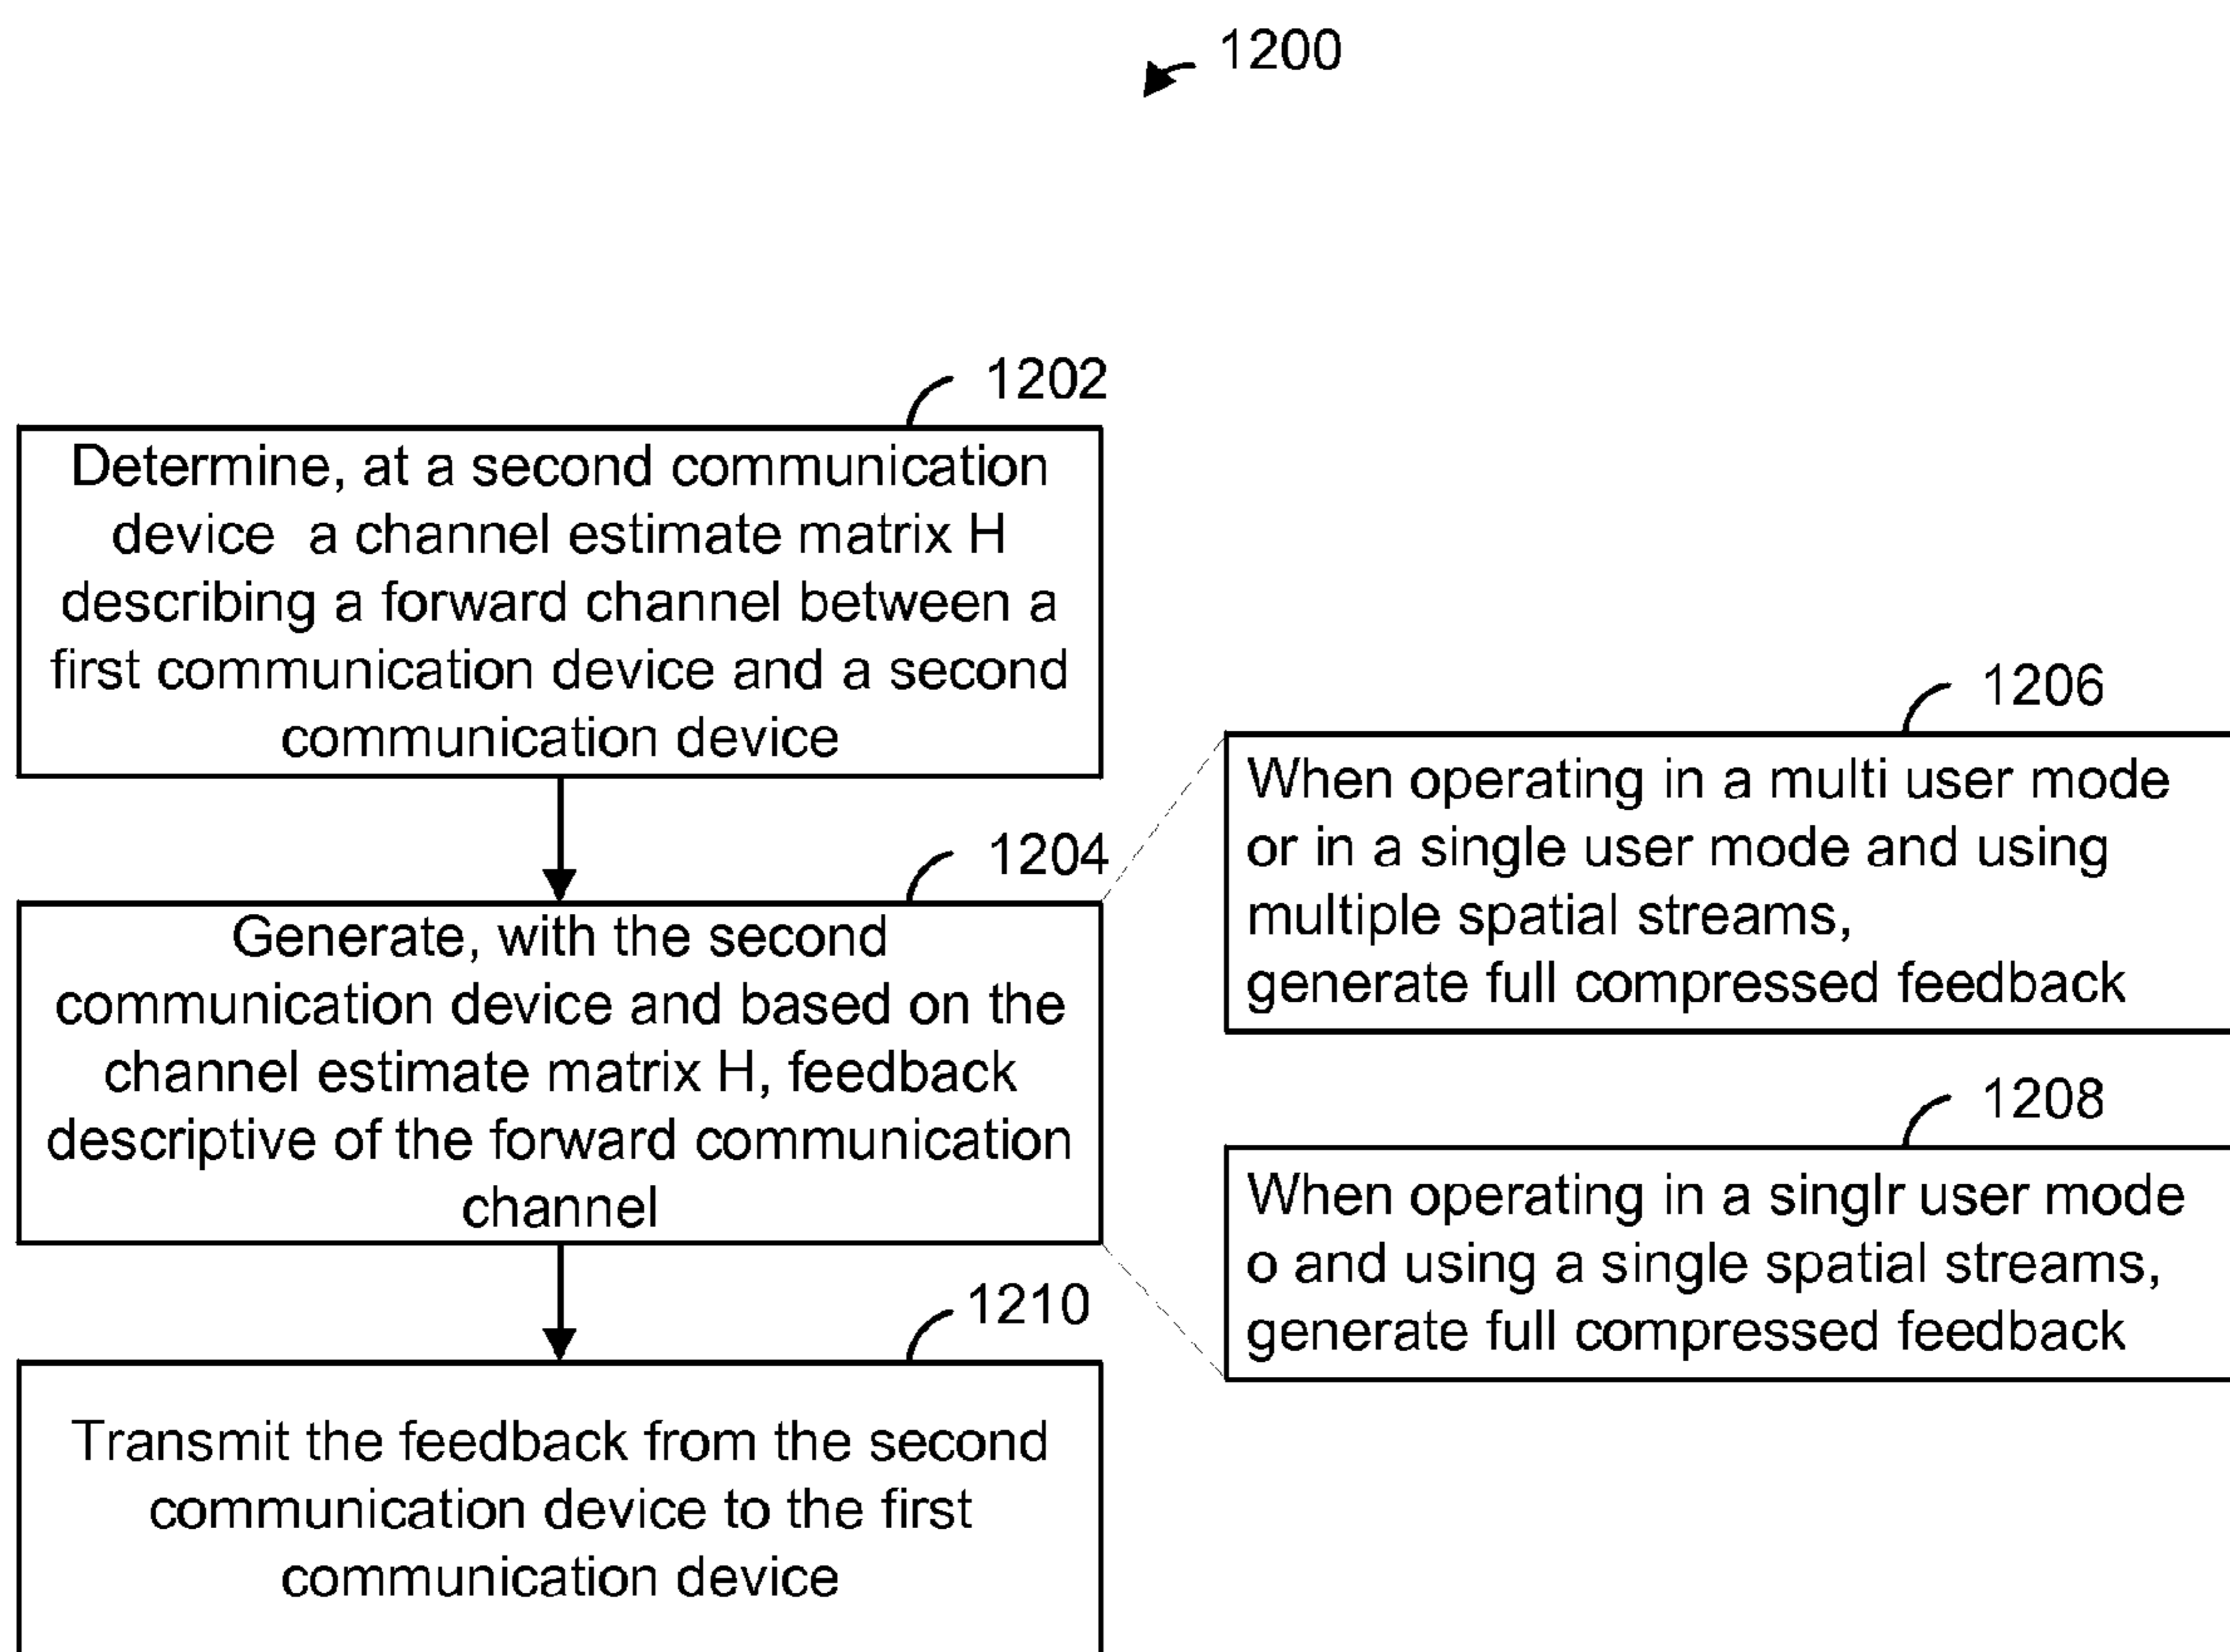 1200
1202
Determine, at a second communication
device  a channel estimate matrix H
describing a forward channel between a
first communication device and a second
communication device
1204
Generate, with the second
communication device and based on the
channel estimate matrix H, feedback
descriptive of the forward communication
channel
1206
When operating in a multi user mode
or in a single user mode and using
multiple spatial streams,
generate full compressed feedback
1208
When operating in a singlr user mode
o and using a single spatial streams,
generate full compressed feedback
1210
Transmit the feedback from the second
communication device to the first
communication device